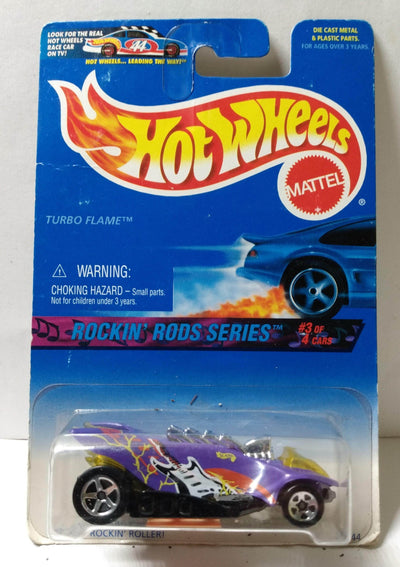 LOOK FOR THE REAL
HOT WHEELS
RACE CAR
ON TV!
44
HOT WHEELS... LEADING THE WAY!™
DIE CAST METAL
& PLASTIC PARTS.
FOR AGES OVER 3 YEARS.
HOT WHEELS
MATTEL
®
TURBO FLAME™
WARNING:
CHOKING HAZARD – Small parts.
Not for children under 3 years.
ROCKIN' RODS SERIES™
#3 OF
4 CARS
ROCKIN' ROLLER!
44